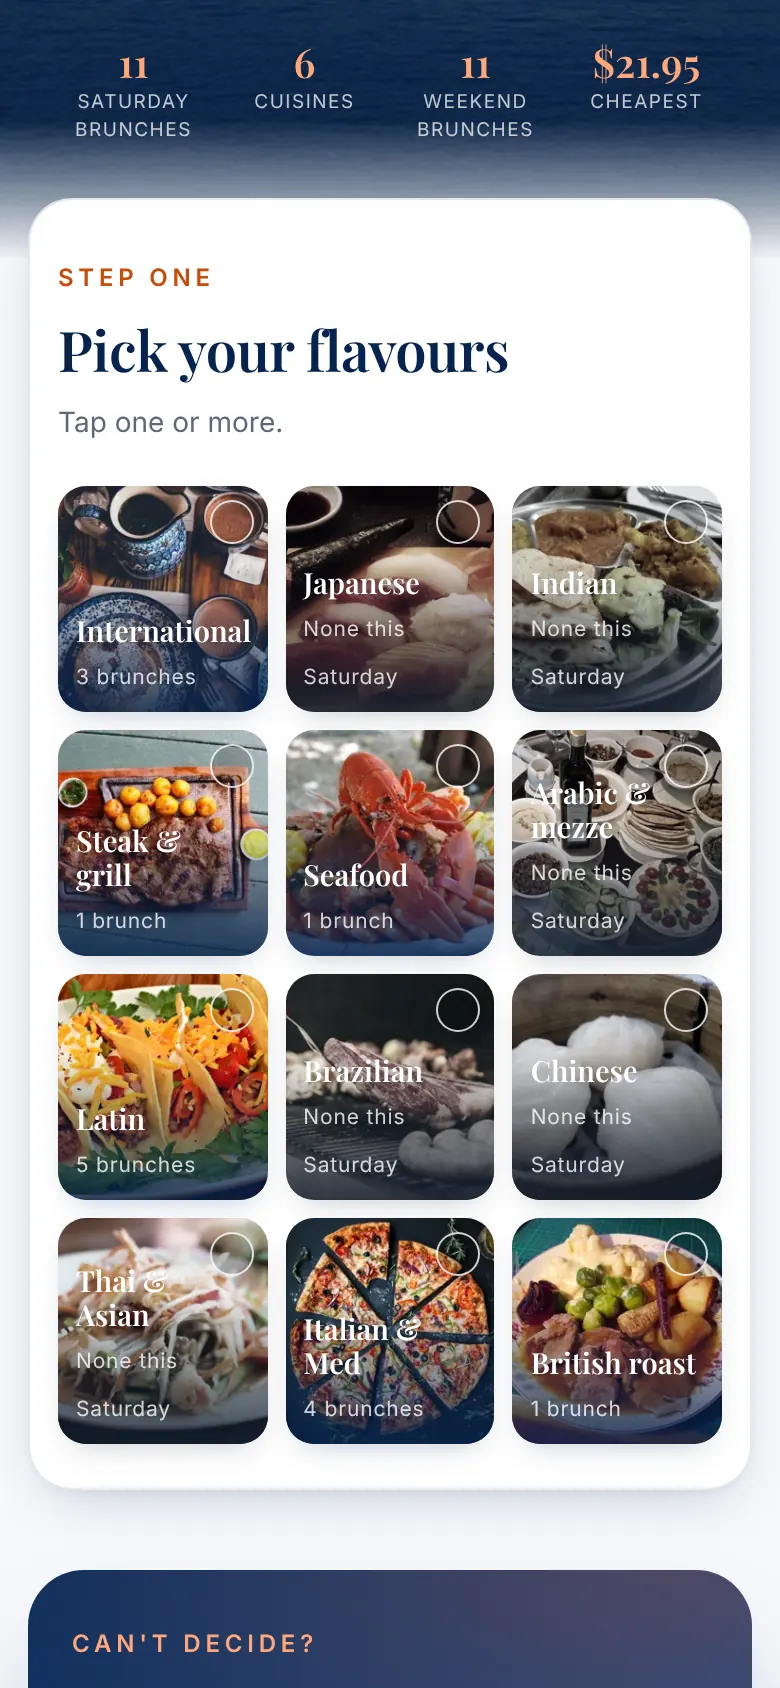 11
SATURDAY
BRUNCHES
6
CUISINES
11
WEEKEND
BRUNCHES
$21.95
CHEAPEST
STEP ONE
Pick your flavours
Tap one or more.
International
3 brunches
Japanese
None this
Saturday
Indian
None this
Saturday
Steak &
grill
1 brunch
Seafood
1 brunch
Arabic &
mezze
None this
Saturday
Latin
5 brunches
Brazilian
None this
Saturday
Chinese
None this
Saturday
Thai &
Asian
None this
Saturday
Italian &
Med
4 brunches
British roast
1 brunch
CAN'T DECIDE?